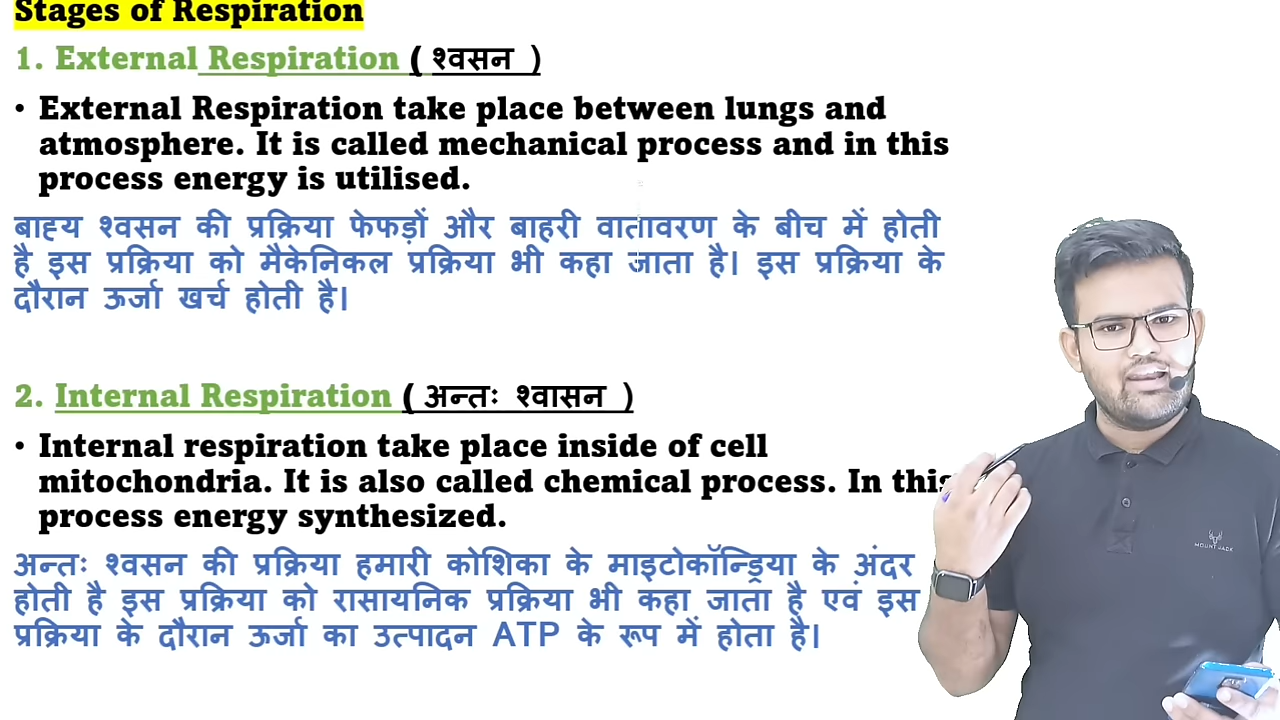 Stages of Respiration
1. External Respiration ( श्वसन )
• External Respiration take place between lungs and
atmosphere. It is called mechanical process and in this
process energy is utilised.
बाह्य श्वसन की प्रक्रिया फेफड़ों और बाहरी वातावरण के बीच में होती
है इस प्रक्रिया को मैकेनिकल प्रक्रिया भी कहा जाता है। इस प्रक्रिया के
दौरान ऊर्जा खर्च होती है।
2. Internal Respiration ( अन्तः श्वासन )
• Internal respiration take place inside of cell
mitochondria. It is also called chemical process. In this
process energy synthesized.
अन्तः श्वसन की प्रक्रिया हमारी कोशिका के माइटोकॉन्ड्रिया के अंदर
होती है इस प्रक्रिया को रासायनिक प्रक्रिया भी कहा जाता है एवं इस
प्रक्रिया के दौरान ऊर्जा का उत्पादन ATP के रूप में होता है।
MOUNT JACK